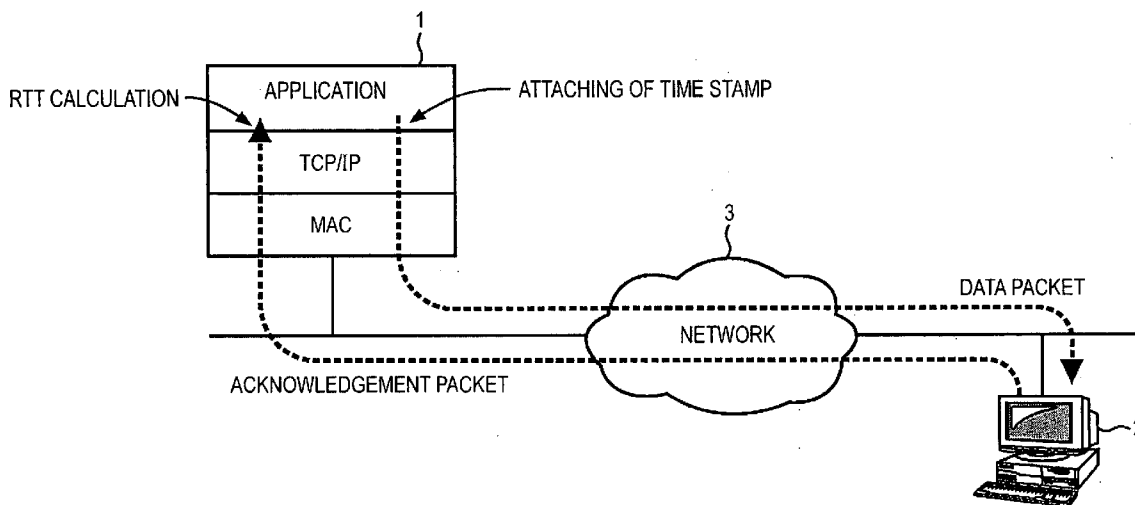 1
RTT CALCULATION
APPLICATION
ATTACHING OF TIME STAMP
TCP/IP
MAC
3
DATA PACKET
NETWORK
ACKNOWLEDGEMENT PACKET